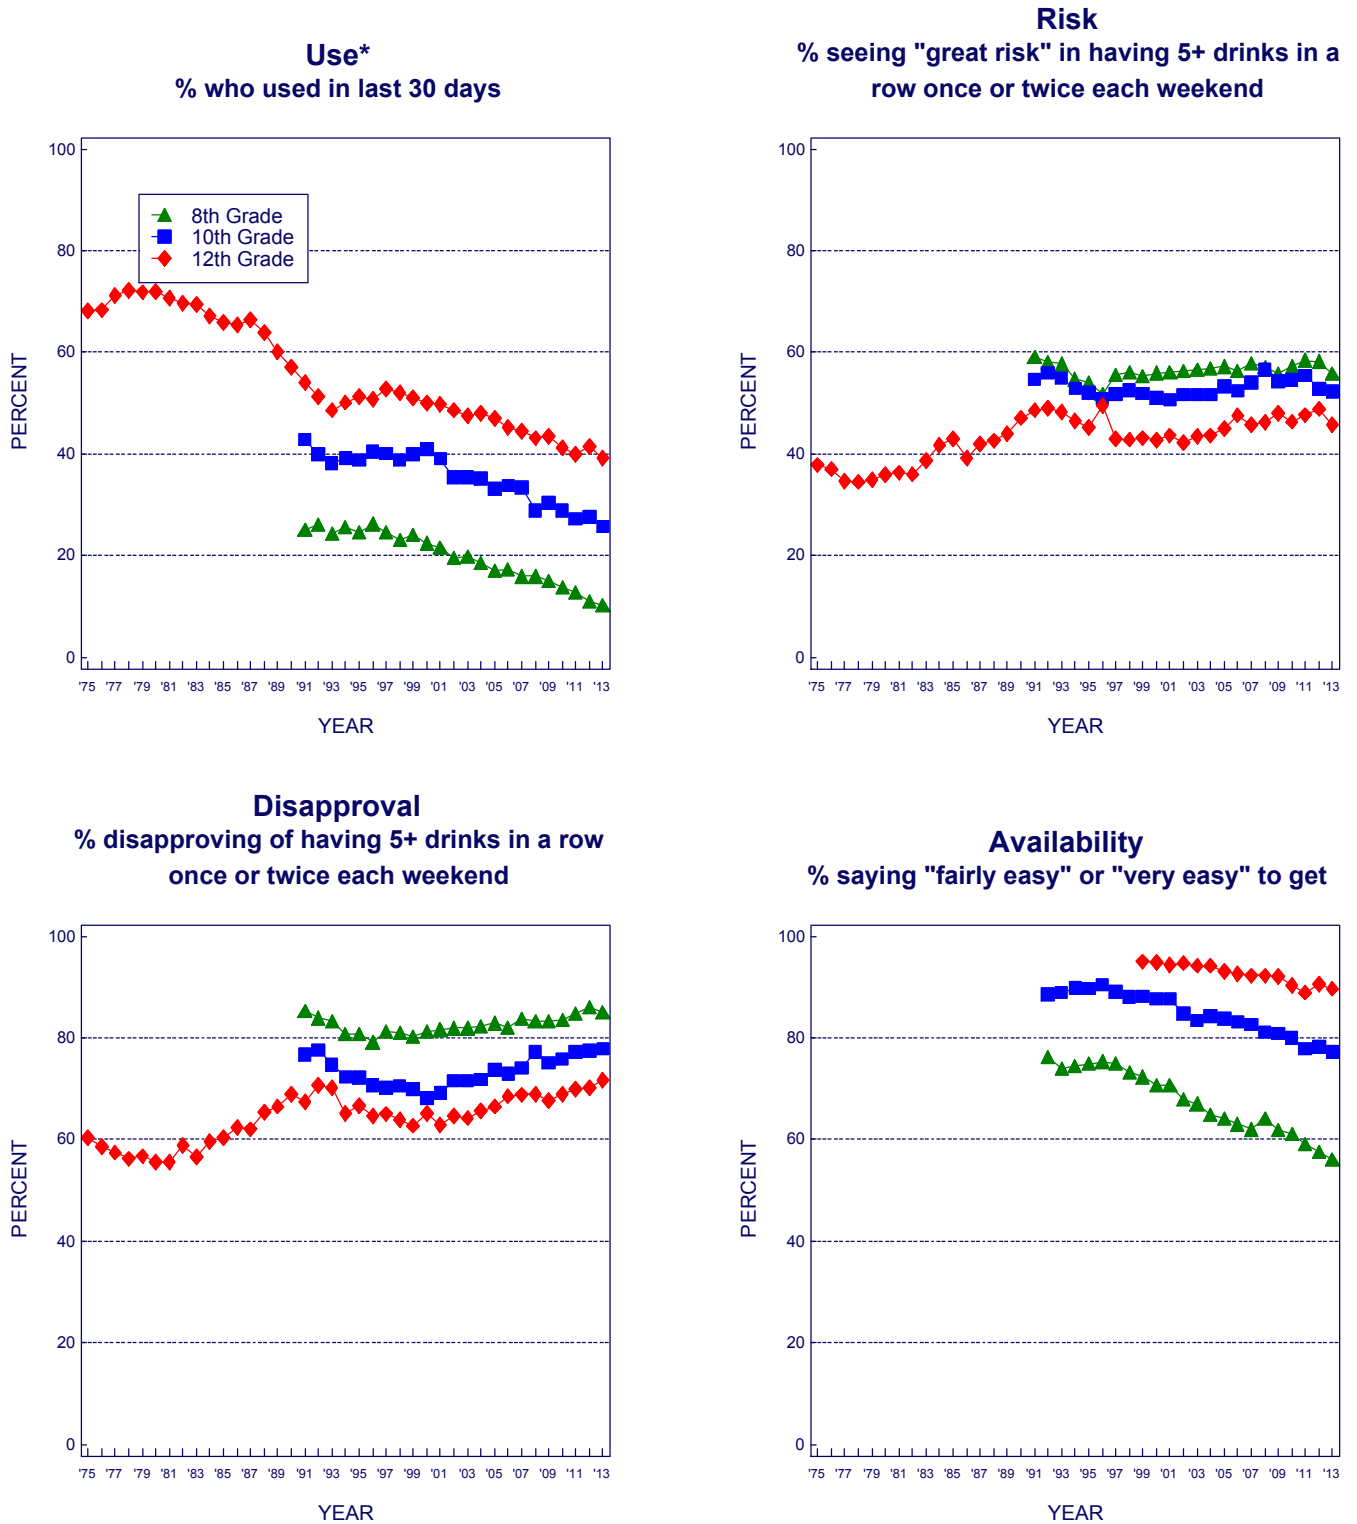 Use*
% who used in last 30 days
100
80
60
40
20
0
PERCENT
8th Grade
10th Grade
12th Grade
'75 '77 '79 '81 '83 '85 '87 '89 '91 '93 '95 '97 '99 '01 '03 '05 '07 '09 '11 '13
YEAR
Risk
% seeing "great risk" in having 5+ drinks in a
row once or twice each weekend
100
80
60
40
20
0
PERCENT
'75 '77 '79 '81 '83 '85 '87 '89 '91 '93 '95 '97 '99 '01 '03 '05 '07 '09 '11 '13
YEAR
Disapproval
% disapproving of having 5+ drinks in a row
once or twice each weekend
100
80
60
40
20
0
PERCENT
'75 '77 '79 '81 '83 '85 '87 '89 '91 '93 '95 '97 '99 '01 '03 '05 '07 '09 '11 '13
YEAR
Availability
% saying "fairly easy" or "very easy" to get
100
80
60
40
20
0
PERCENT
'75 '77 '79 '81 '83 '85 '87 '89 '91 '93 '95 '97 '99 '01 '03 '05 '07 '09 '11 '13
YEAR